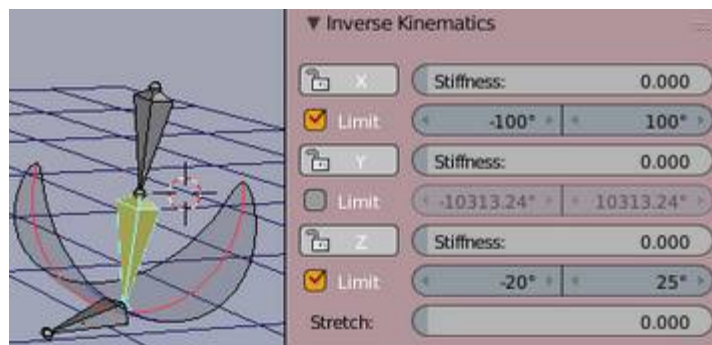 ▼ Inverse Kinematics
X Stiffness: 0.000
Limit -100° 100°
Y Stiffness: 0.000
Limit -10313.24° 10313.24°
Z Stiffness: 0.000
Limit -20° 25°
Stretch: 0.000